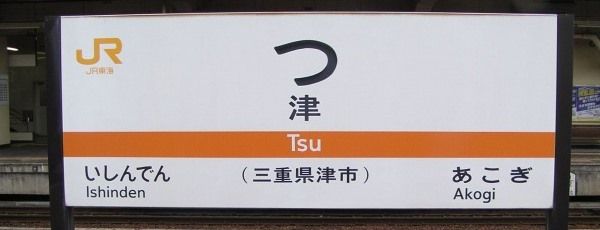 JR
JR東海
つ
津
Tsu
いしんでん
Ishinden
(三重県津市)
あこぎ
Akogi